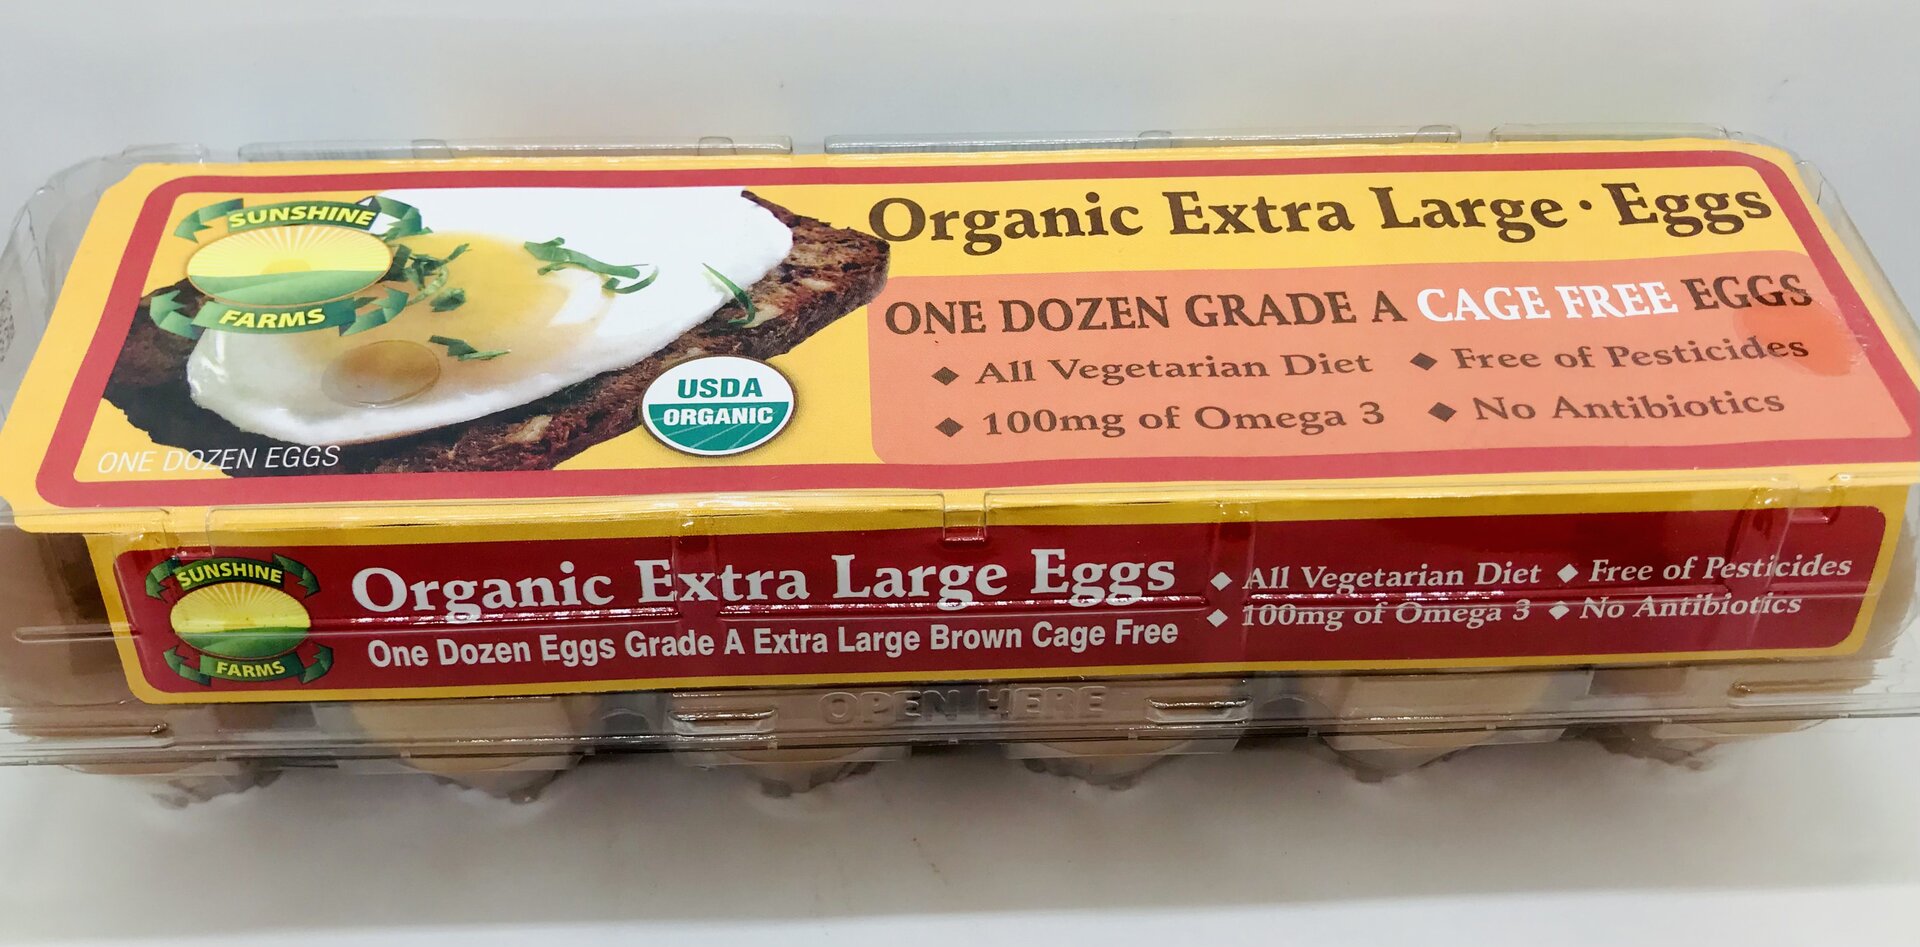 SUNSHINE
FARMS
Organic Extra Large · Eggs
ONE DOZEN GRADE A CAGE FREE EGGS
◆ All Vegetarian Diet ◆ Free of Pesticides
◆ 100mg of Omega 3 ◆ No Antibiotics
USDA
ORGANIC
ONE DOZEN EGGS
SUNSHINE
FARMS
Organic Extra Large Eggs
One Dozen Eggs Grade A Extra Large Brown Cage Free
◆ All Vegetarian Diet ◆ Free of Pesticides
◆ 100mg of Omega 3 ◆ No Antibiotics
OPEN HERE